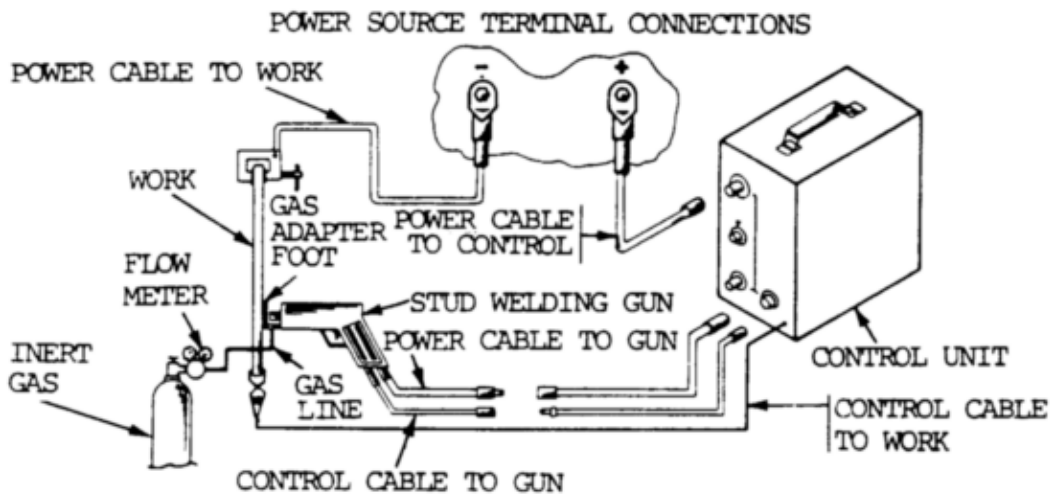 POWER SOURCE TERMINAL CONNECTIONS
-
+
POWER CABLE TO WORK
WORK
GAS
ADAPTER
FOOT
POWER CABLE
TO CONTROL
FLOW
METER
STUD WELDING GUN
POWER CABLE TO GUN
CONTROL UNIT
INERT
GAS
GAS
LINE
CONTROL CABLE
TO WORK
CONTROL CABLE TO GUN